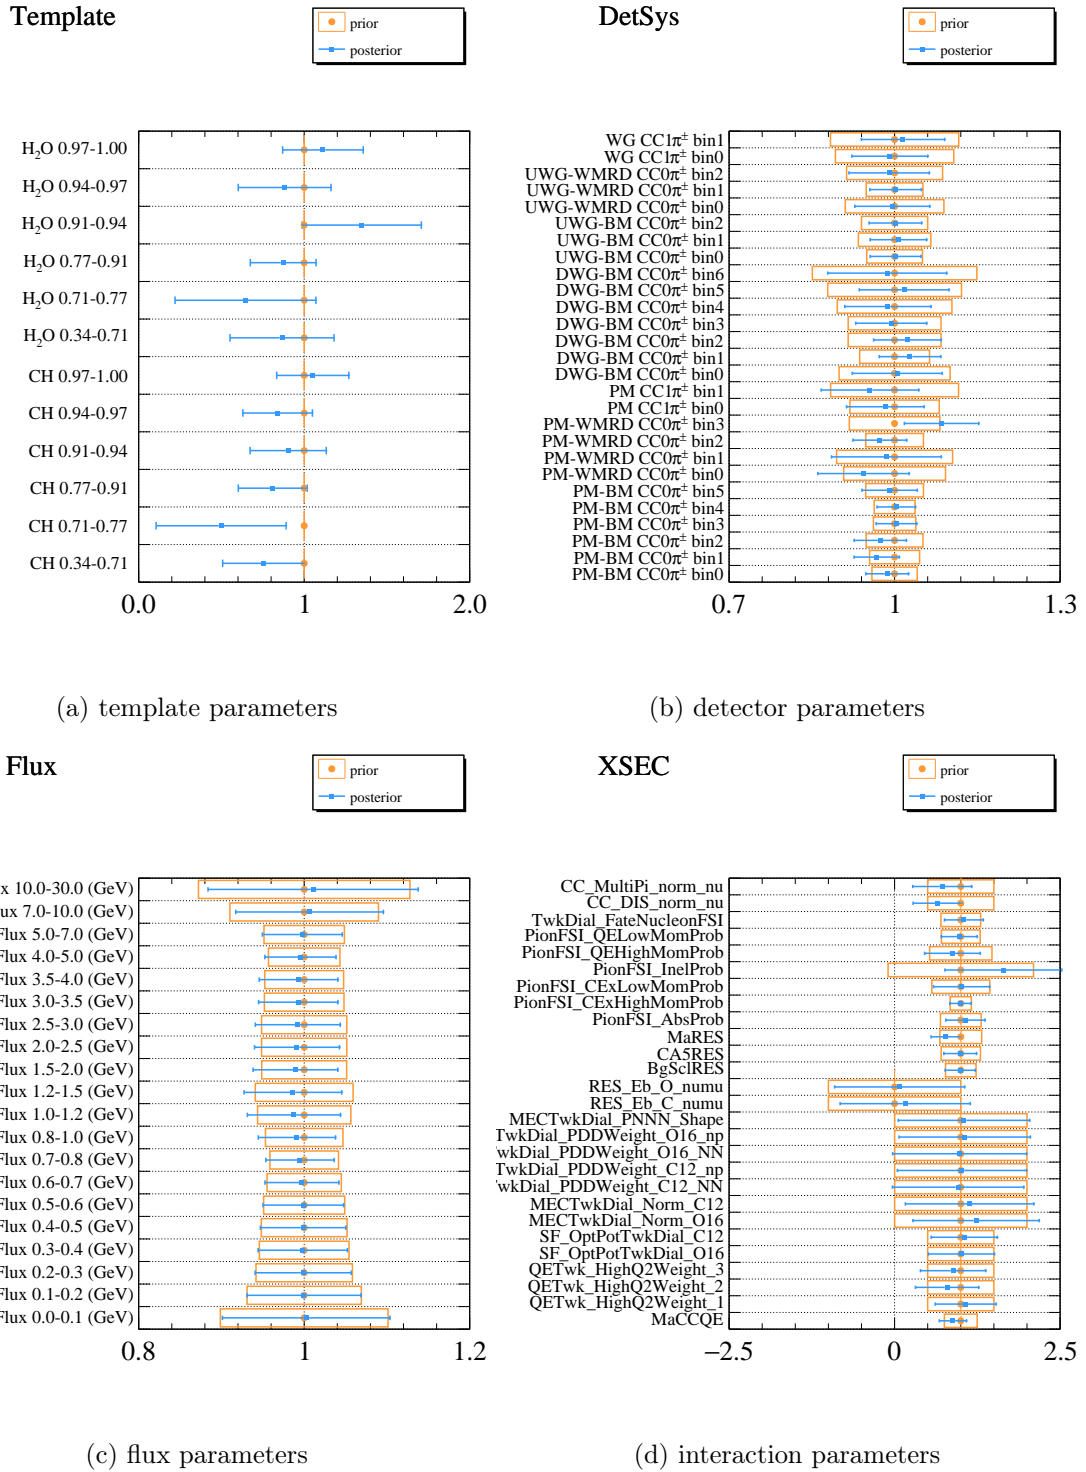 Template
prior
posterior
H₂O 0.97-1.00
H₂O 0.94-0.97
H₂O 0.91-0.94
H₂O 0.77-0.91
H₂O 0.71-0.77
H₂O 0.34-0.71
CH 0.97-1.00
CH 0.94-0.97
CH 0.91-0.94
CH 0.77-0.91
CH 0.71-0.77
CH 0.34-0.71
0.0 1 2.0
(a) template parameters
DetSys
prior
posterior
WG CC1π± bin1
WG CC1π± bin0
UWG-WMRD CC0π± bin2
UWG-WMRD CC0π± bin1
UWG-WMRD CC0π± bin0
UWG-BM CC0π± bin2
UWG-BM CC0π± bin1
UWG-BM CC0π± bin0
DWG-BM CC0π± bin6
DWG-BM CC0π± bin5
DWG-BM CC0π± bin4
DWG-BM CC0π± bin3
DWG-BM CC0π± bin2
DWG-BM CC0π± bin1
DWG-BM CC0π± bin0
PM CC1π± bin1
PM CC1π± bin0
PM-WMRD CC0π± bin3
PM-WMRD CC0π± bin2
PM-WMRD CC0π± bin1
PM-WMRD CC0π± bin0
PM-BM CC0π± bin5
PM-BM CC0π± bin4
PM-BM CC0π± bin3
PM-BM CC0π± bin2
PM-BM CC0π± bin1
PM-BM CC0π± bin0
0.7 1 1.3
(b) detector parameters
Flux
prior
posterior
x 10.0-30.0 (GeV)
ux 7.0-10.0 (GeV)
Flux 5.0-7.0 (GeV)
Flux 4.0-5.0 (GeV)
Flux 3.5-4.0 (GeV)
Flux 3.0-3.5 (GeV)
Flux 2.5-3.0 (GeV)
Flux 2.0-2.5 (GeV)
Flux 1.5-2.0 (GeV)
Flux 1.2-1.5 (GeV)
Flux 1.0-1.2 (GeV)
Flux 0.8-1.0 (GeV)
Flux 0.7-0.8 (GeV)
Flux 0.6-0.7 (GeV)
Flux 0.5-0.6 (GeV)
Flux 0.4-0.5 (GeV)
Flux 0.3-0.4 (GeV)
Flux 0.2-0.3 (GeV)
Flux 0.1-0.2 (GeV)
Flux 0.0-0.1 (GeV)
0.8 1 1.2
(c) flux parameters
XSEC
prior
posterior
CC_MultiPi_norm_nu
CC_DIS_norm_nu
TwkDial_FateNucleonFSI
PionFSI_QELowMomProb
PionFSI_QEHighMomProb
PionFSI_InelProb
PionFSI_CExLowMomProb
PionFSI_CExHighMomProb
PionFSI_AbsProb
MaRES
CA5RES
BgSclRES
RES_Eb_O_numu
RES_Eb_C_numu
MECTwkDial_PNNN_Shape
TwkDial_PDDWeight_O16_np
wkDial_PDDWeight_O16_NN
TwkDial_PDDWeight_C12_np
wkDial_PDDWeight_C12_NN
MECTwkDial_Norm_C12
MECTwkDial_Norm_O16
SF_OptPotTwkDial_C12
SF_OptPotTwkDial_O16
QETwk_HighQ2Weight_3
QETwk_HighQ2Weight_2
QETwk_HighQ2Weight_1
MaCCQE
−2.5 0 2.5
(d) interaction parameters